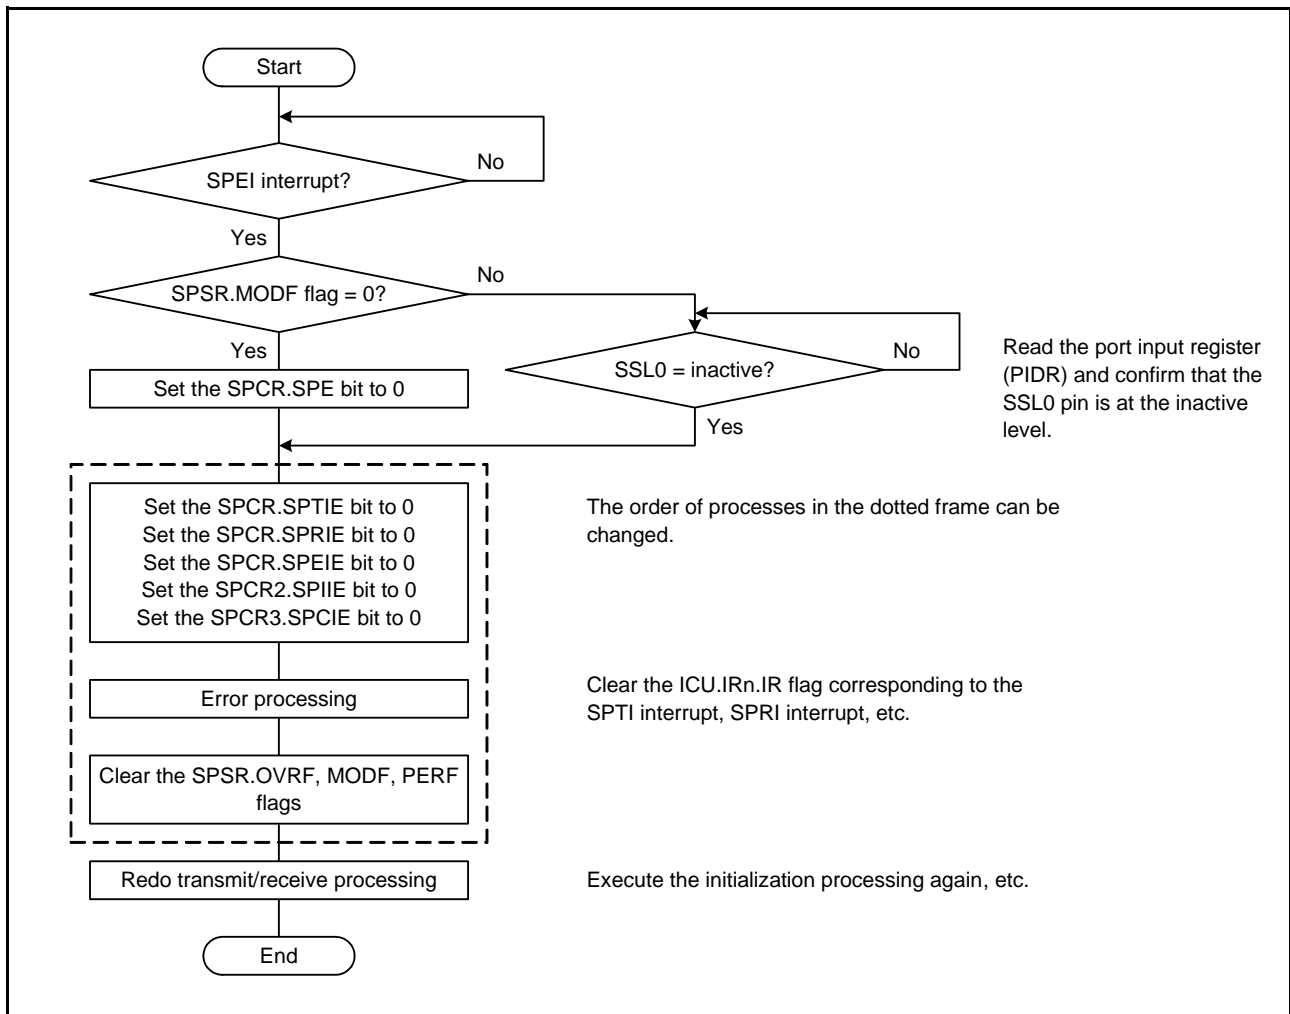 Start
No
SPEI interrupt?
Yes
No
SPSR.MODF flag = 0?
Yes
No
SSL0 = inactive?
Read the port input register
(PIDR) and confirm that the
SSL0 pin is at the inactive
level.
Set the SPCR.SPE bit to 0
Yes
Set the SPCR.SPTIE bit to 0
Set the SPCR.SPRIE bit to 0
Set the SPCR.SPEIE bit to 0
Set the SPCR2.SPIIE bit to 0
Set the SPCR3.SPCIE bit to 0
The order of processes in the dotted frame can be
changed.
Error processing
Clear the ICU.IRn.IR flag corresponding to the
SPTI interrupt, SPRI interrupt, etc.
Clear the SPSR.OVRF, MODF, PERF
flags
Redo transmit/receive processing
Execute the initialization processing again, etc.
End